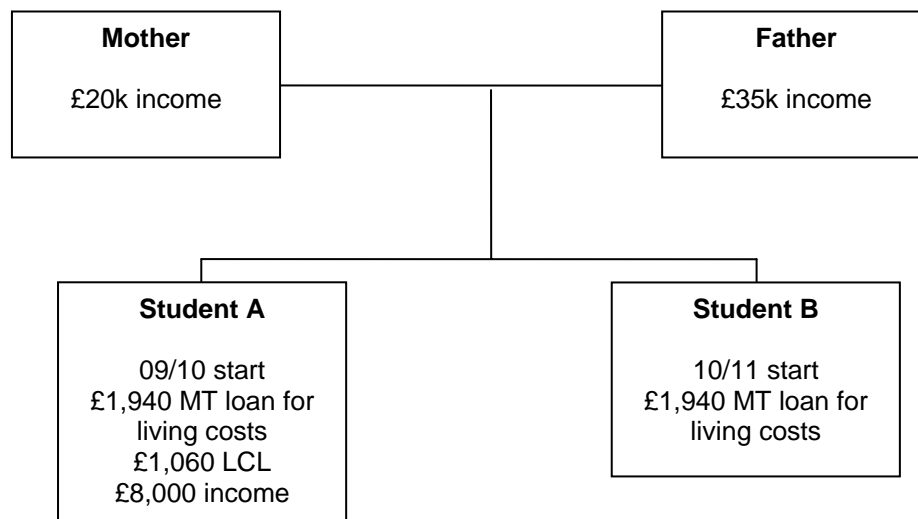 Mother
£20k income
Father
£35k income
Student A
09/10 start
£1,940 MT loan for
living costs
£1,060 LCL
£8,000 income
Student B
10/11 start
£1,940 MT loan for
living costs